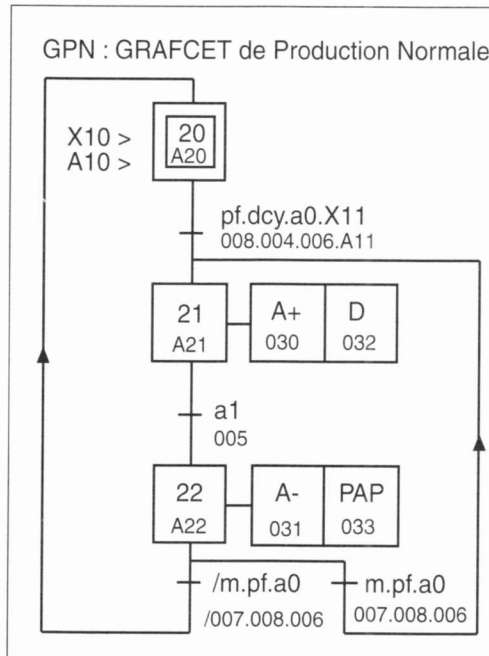 GPN : GRAFCET de Production Normale
X10 >
A10 >
20
A20
pf.dcy.a0.X11
008.004.006.A11
21
A21
A+
030
D
032
a1
005
22
A22
A-
031
PAP
033
/m.pf.a0
/007.008.006
m.pf.a0
007.008.006